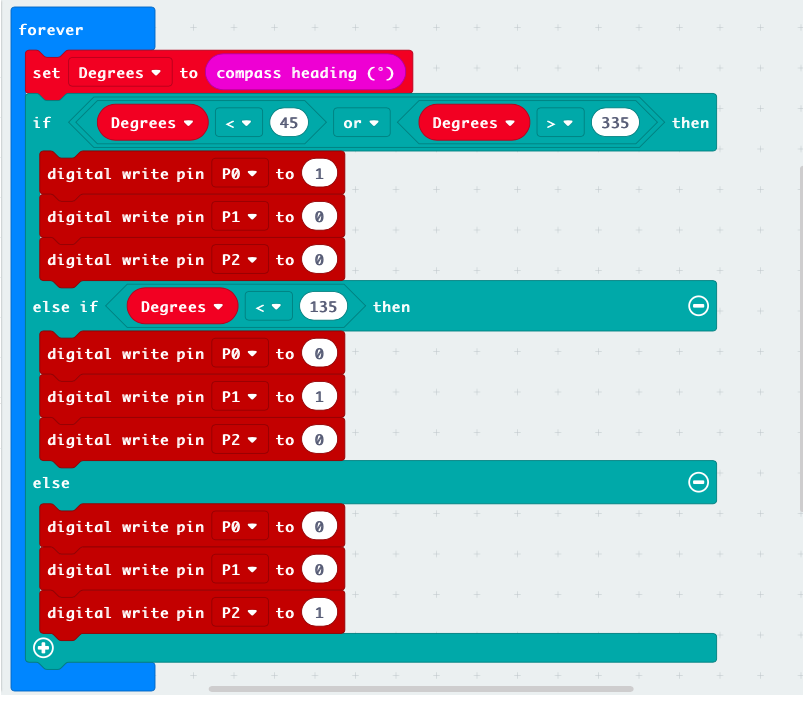 forever
set Degrees to compass heading (°)
if Degrees < 45 or Degrees > 335 then
digital write pin P0 to 1
digital write pin P1 to 0
digital write pin P2 to 0
else if Degrees < 135 then
digital write pin P0 to 0
digital write pin P1 to 1
digital write pin P2 to 0
else
digital write pin P0 to 0
digital write pin P1 to 0
digital write pin P2 to 1